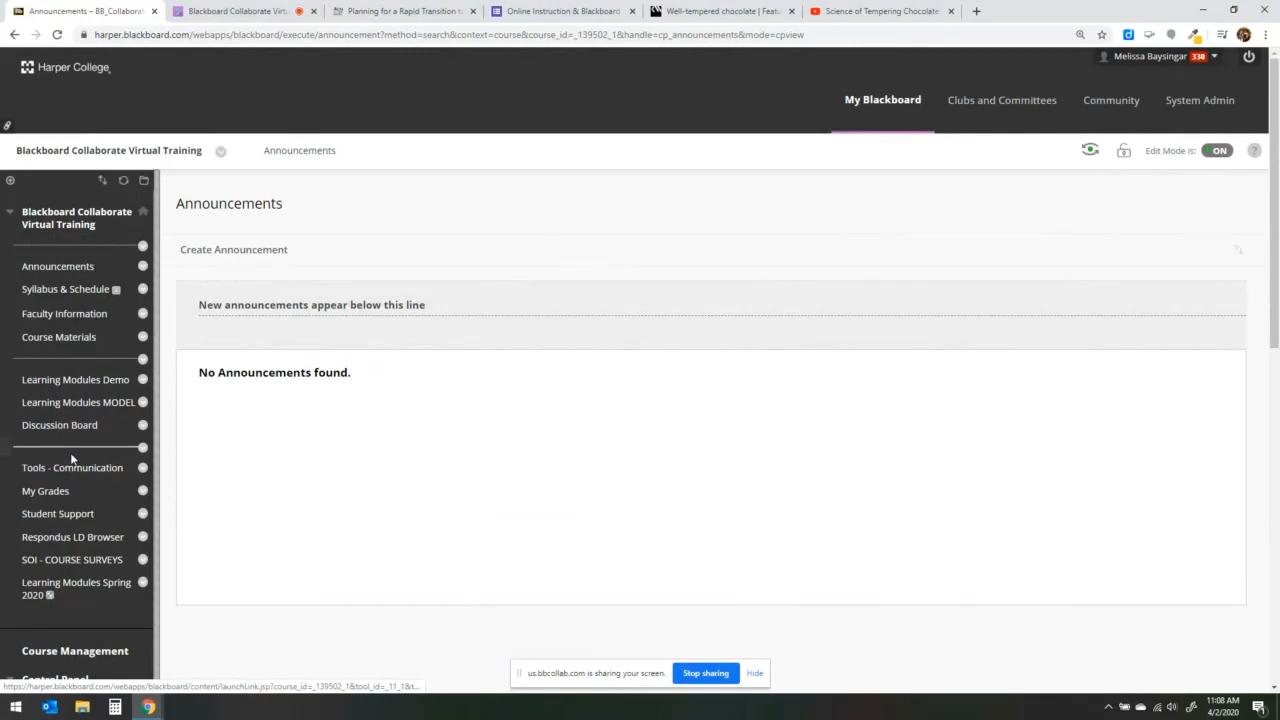 Announcements – BB_Collaborat
Blackboard Collaborate Virtu
Planning for a Rapid Transition to
Online Instruction & Blackboard
Well-tempered chocolate | Feat
Science of Tempering Chocolate
harper.blackboard.com/webapps/blackboard/execute/announcement?method=search&context=course&course_id=_139502_1&handle=cp_announcements&mode=cpview
Harper College
Melissa Baysingar 330
My Blackboard
Clubs and Committees
Community
System Admin
Blackboard Collaborate Virtual Training
Announcements
Edit Mode is: ON ?
Blackboard Collaborate
Virtual Training
Announcements
Syllabus & Schedule
Faculty Information
Course Materials
Learning Modules Demo
Learning Modules MODEL
Discussion Board
Tools - Communication
My Grades
Student Support
Respondus LD Browser
SOI - COURSE SURVEYS
Learning Modules Spring
2020
Course Management
Control Panel
Announcements
Create Announcement
New announcements appear below this line
No Announcements found.
us.bbcollab.com is sharing your screen.
Stop sharing
Hide
https://harper.blackboard.com/webapps/blackboard/content/launchLink.jsp?course_id=_139502_1&tool_id=_11_1&t...
11:08 AM
4/2/2020